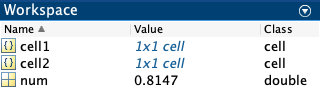 Workspace
Name Value Class
cell1 1x1 cell cell
cell2 1x1 cell cell
num 0.8147 double